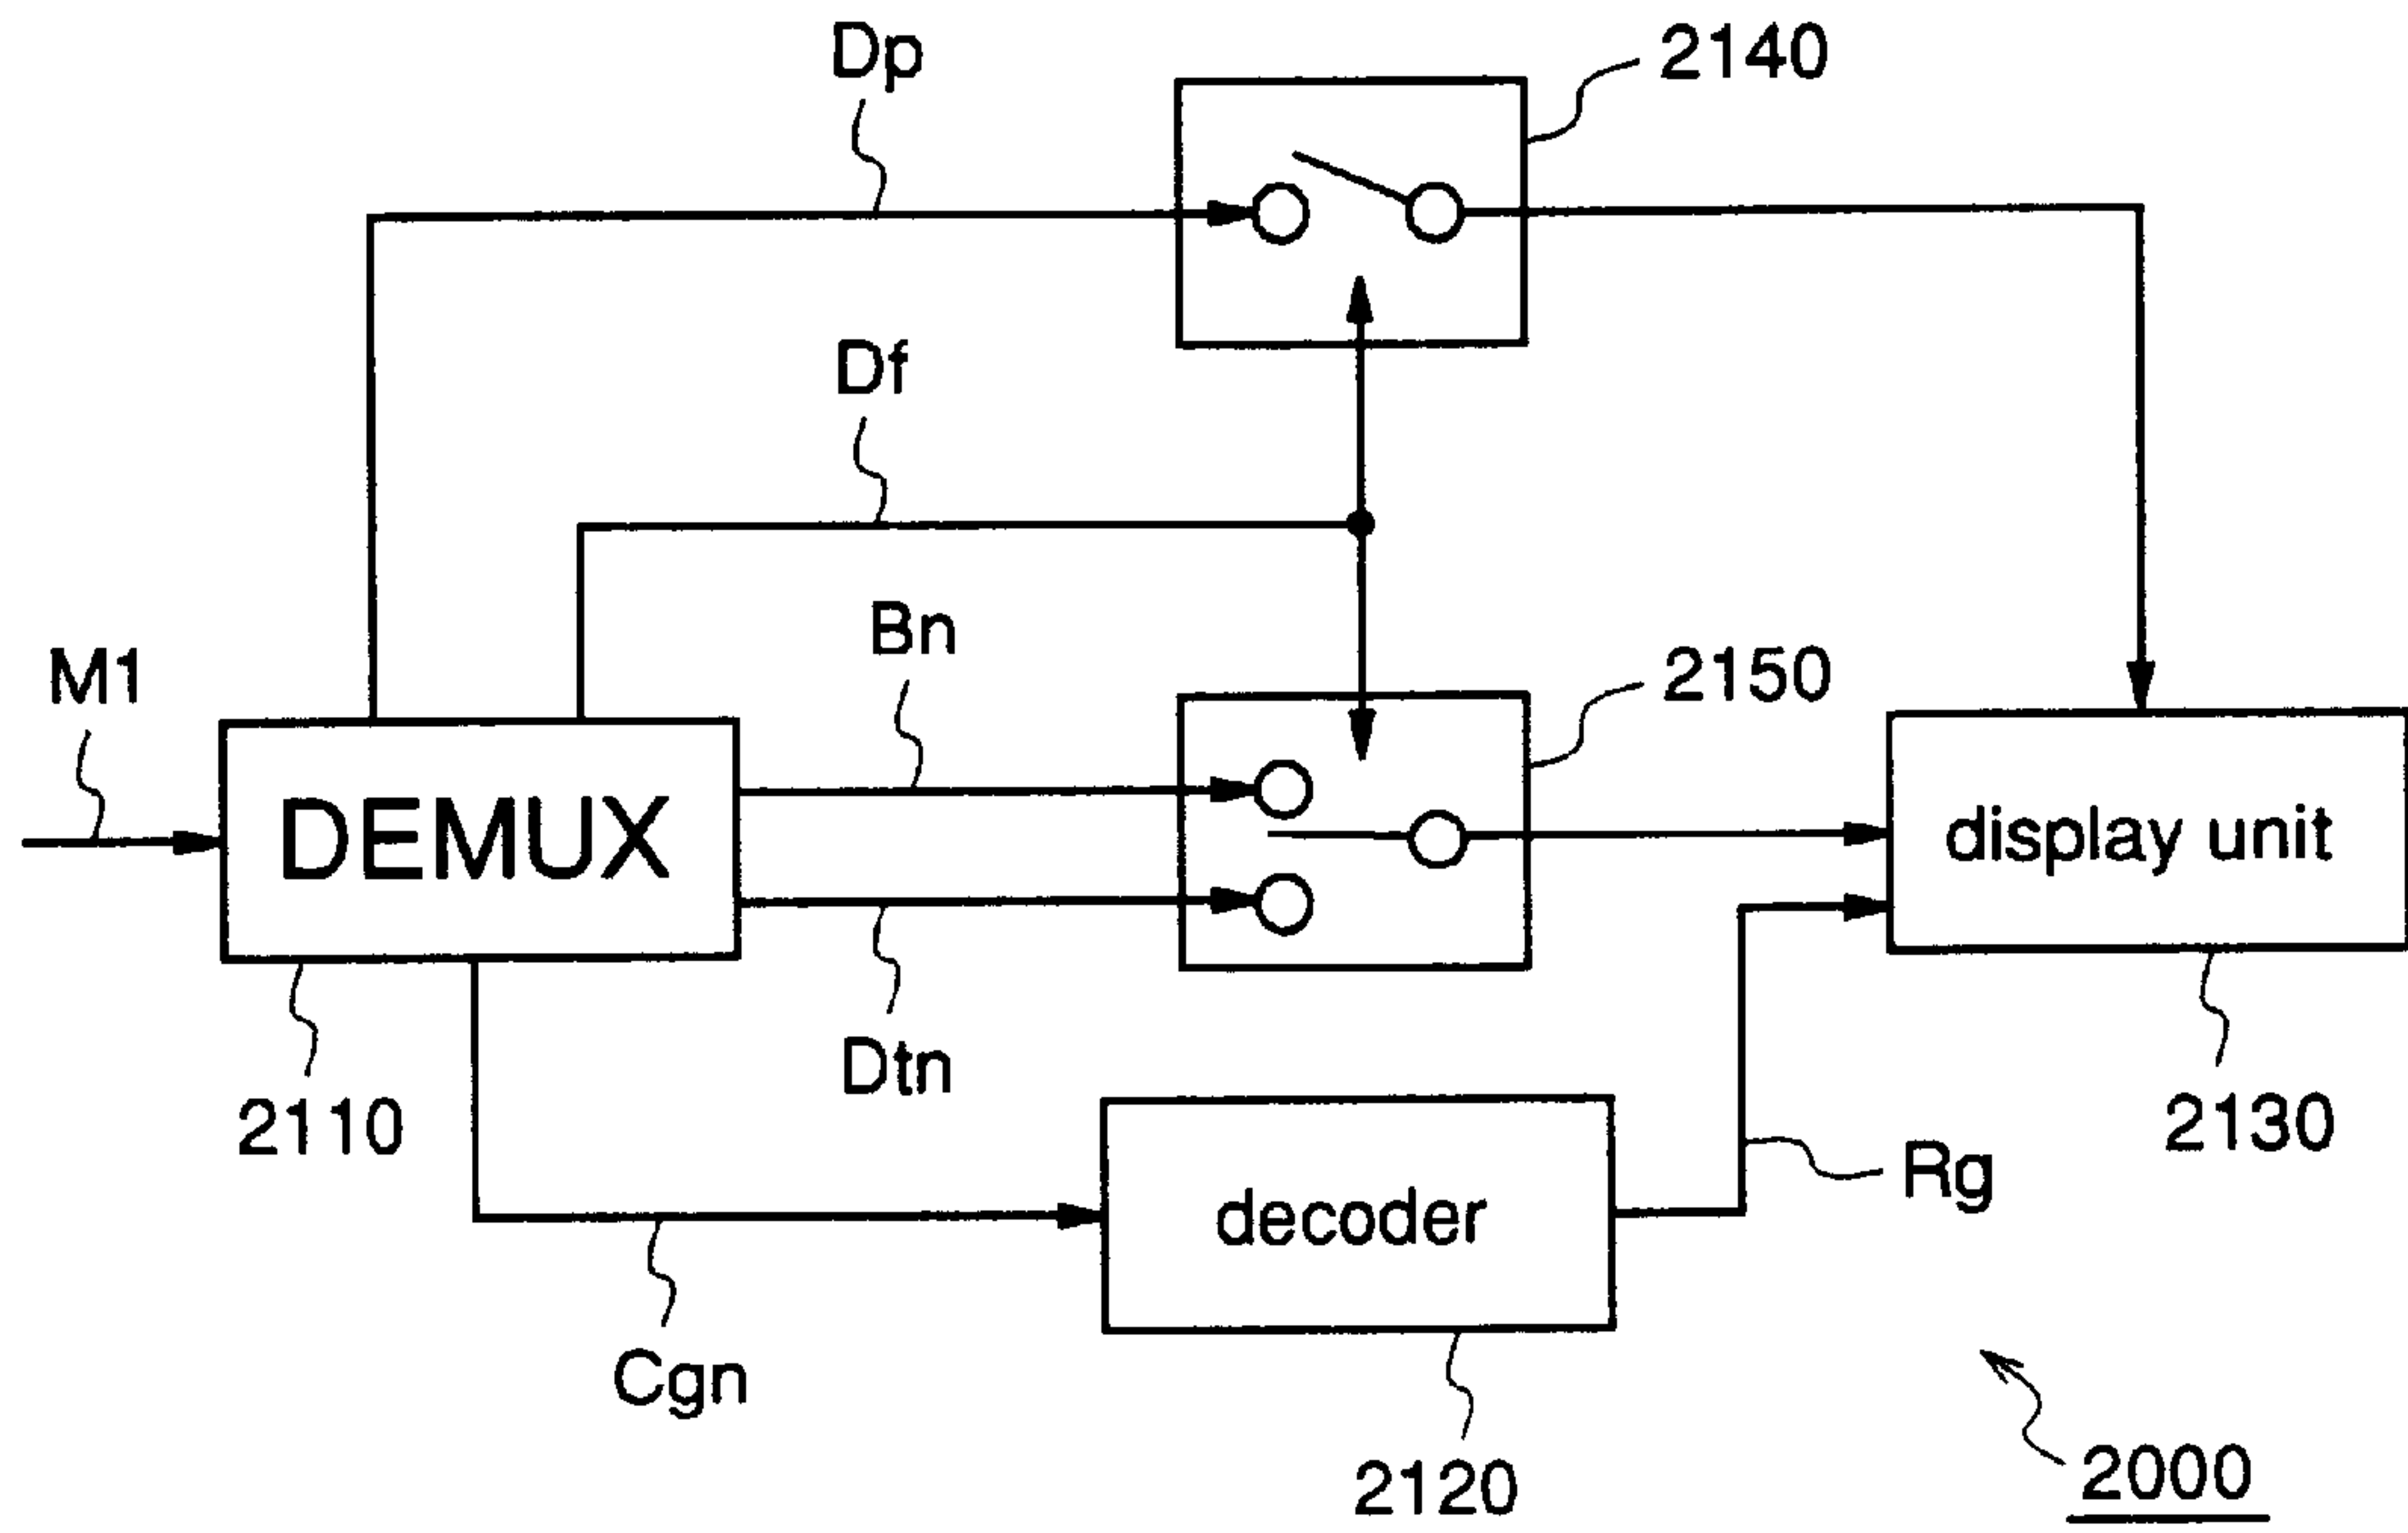 Dp
2140
Df
Bn
M1
2150
DEMUX
display unit
Dtn
2110
2130
Rg
decoder
Cgn
2120
2000